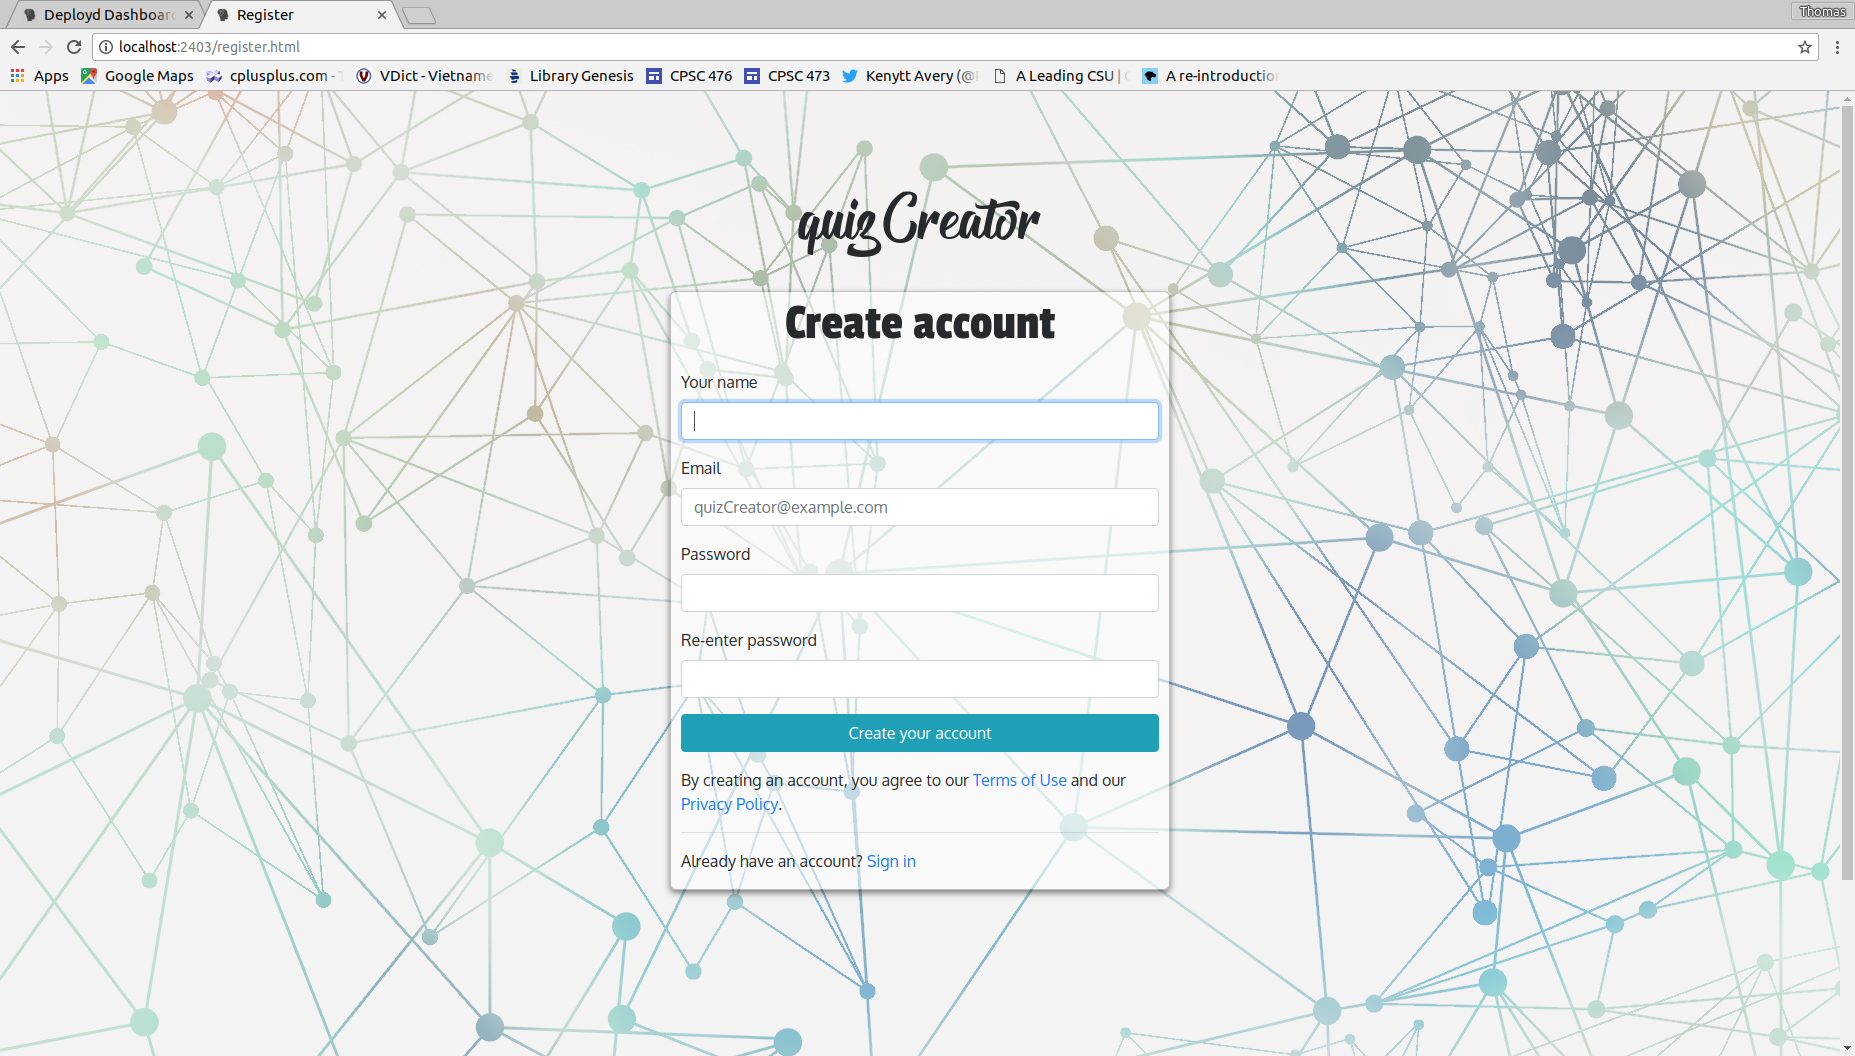 Deployd Dashboar
Register
Thomas
localhost:2403/register.html
Apps
Google Maps
cplusplus.com -
VDict - Vietname
Library Genesis
CPSC 476
CPSC 473
Kenytt Avery (@
A Leading CSU |
A re-introductio
quizCreator
Create account
Your name
Email
quizCreator@example.com
Password
Re-enter password
Create your account
By creating an account, you agree to our Terms of Use and our
Privacy Policy.
Already have an account? Sign in